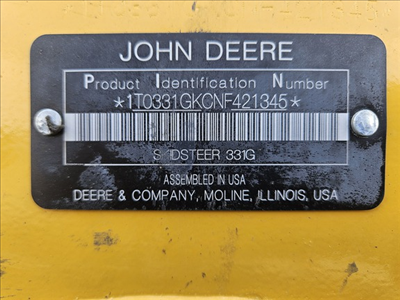 JOHN DEERE
Product Identification Number
*1T0331GKCNF421345*
331G
ASSEMBLED IN USA
DEERE & COMPANY, MOLINE, ILLINOIS, USA